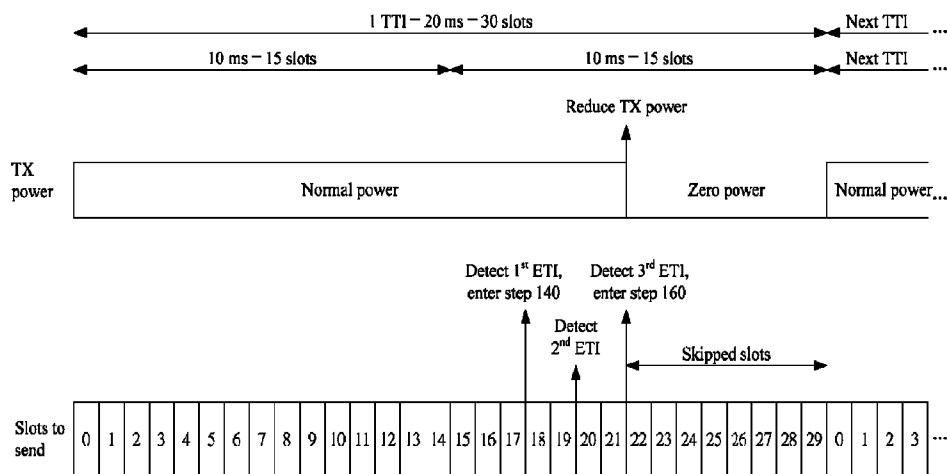 1 TTI = 20 ms = 30 slots Next TTI ...
10 ms = 15 slots 10 ms = 15 slots Next TTI ...
Reduce TX power
TX power Normal power Zero power Normal power ...
Detect 1st ETI,
enter step 140
Detect 3rd ETI,
enter step 160
Detect
2nd ETI
Skipped slots
Slots to send 0 1 2 3 4 5 6 7 8 9 10 11 12 13 14 15 16 17 18 19 20 21 22 23 24 25 26 27 28 29 0 1 2 3 ...